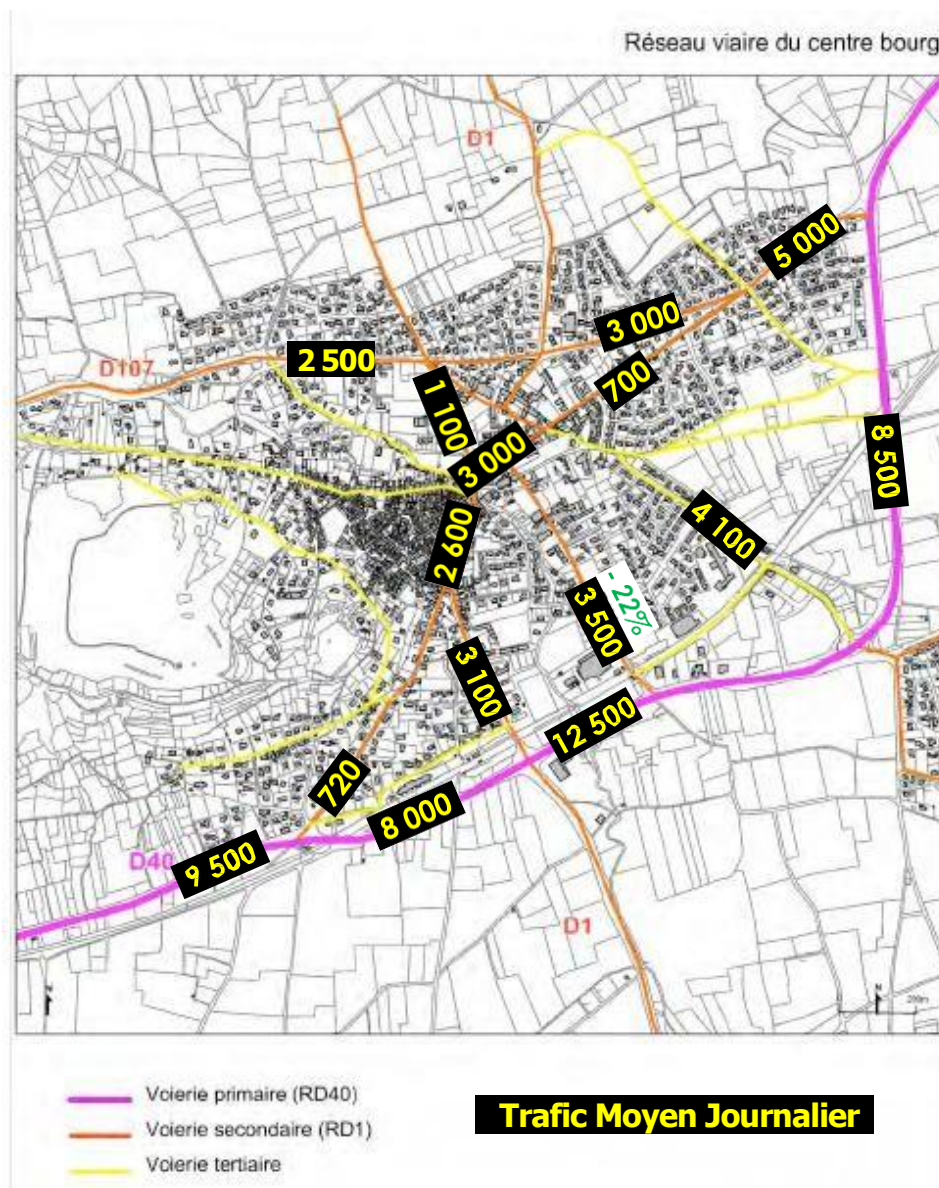 Réseau viaire du centre bourg
D1
5 000
3 000
D107
2 500
700
1 100
3 000
8 500
4 100
2 600
- 22%
3 500
3 100
12 500
720
8 000
D40
9 500
D1
Voierie primaire (RD40)
Voierie secondaire (RD1)
Voierie tertiaire
Trafic Moyen Journalier